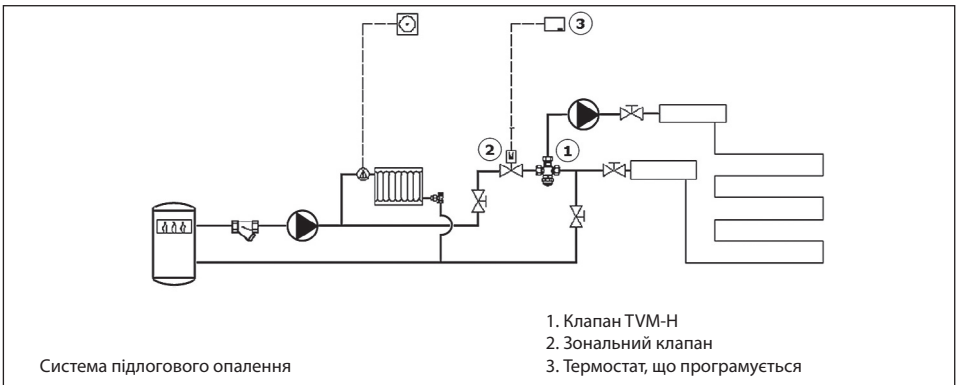 3
2
1
1. Клапан TVM-H
2. Зональний клапан
Система підлогового опалення
3. Термостат, що програмується